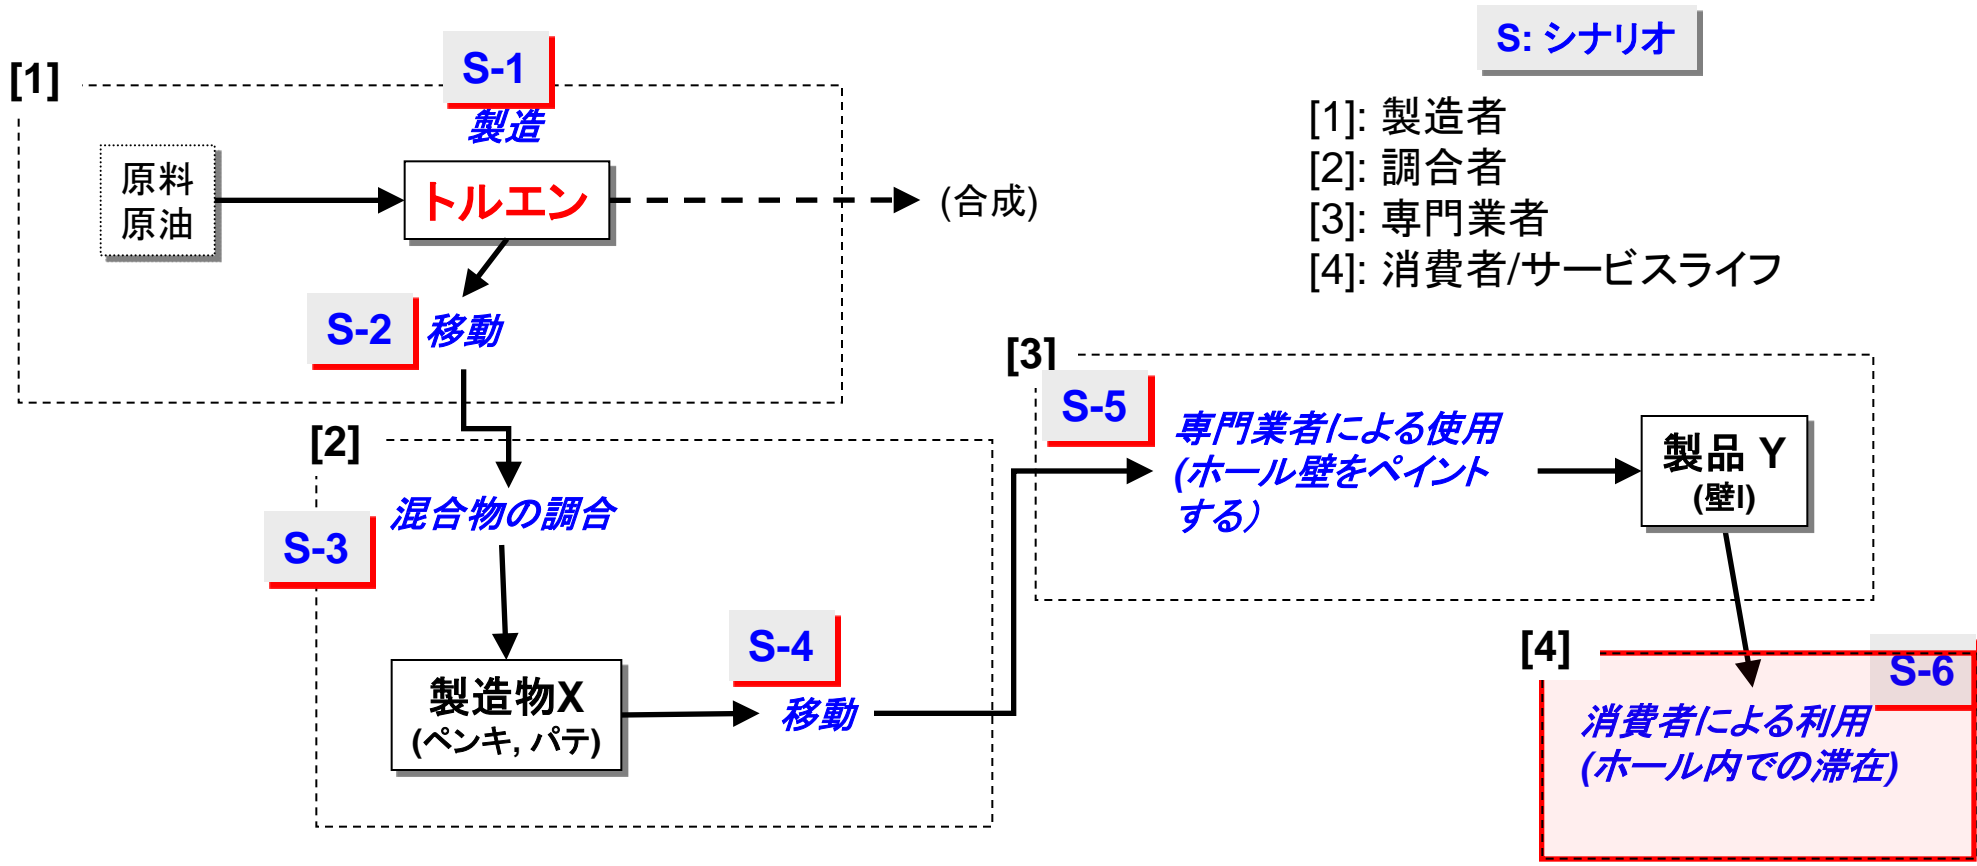 S: シナリオ
[1]
S-1
製造
原料
原油
トルエン
(合成)
[1]: 製造者
[2]: 調合者
[3]: 専門業者
[4]: 消費者/サービスライフ
S-2
移動
[2]
S-3
混合物の調合
製造物X
(ペンキ, パテ)
S-4
移動
[3]
S-5
専門業者による使用
(ホール壁をペイント
する）
製品 Y
(壁I)
[4]
S-6
消費者による利用
(ホール内での滞在)